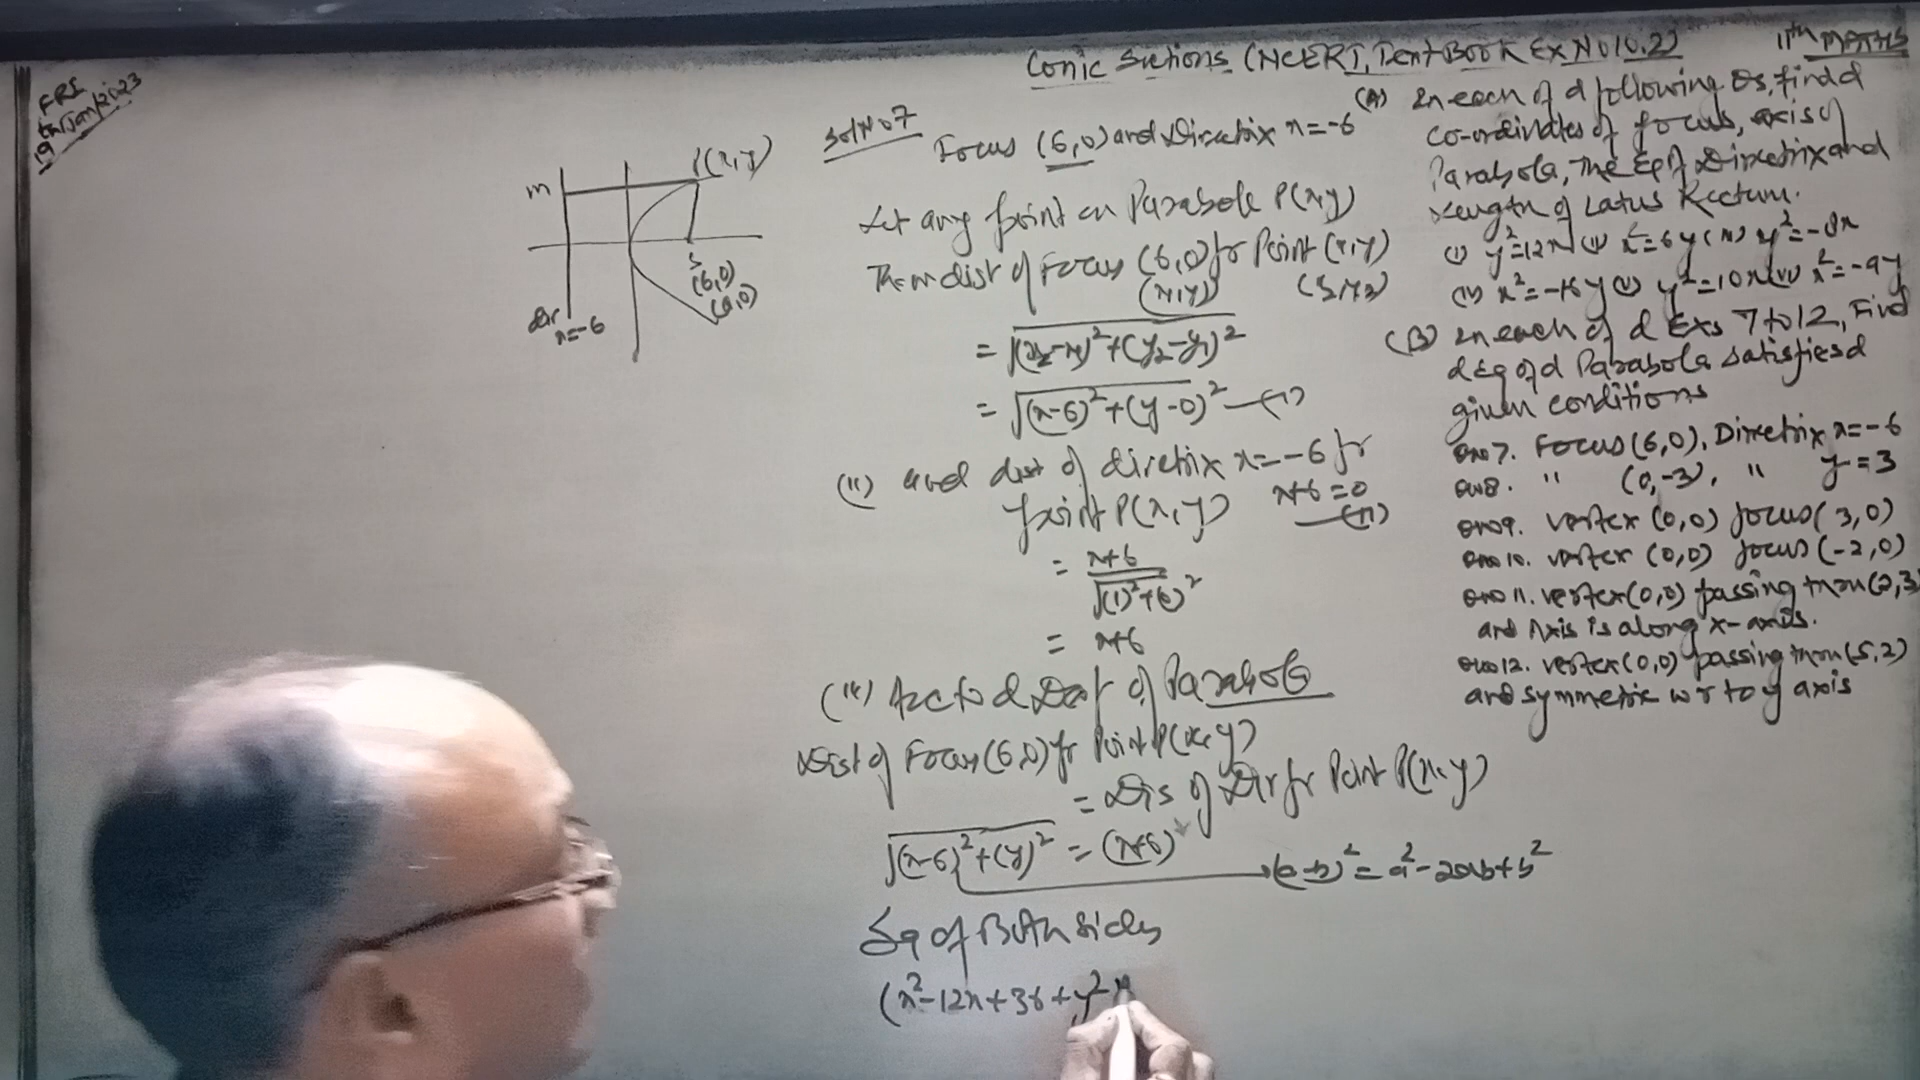 Conic Sections (NCERT, Text Book Ex No 10.2) 11th MATHS
FRI
/Jan/2023
19
(A) In each of d following Qs, find d
co-ordinates of focus, axis of
Parabola, The Eq of Directrix and
Length of Latus Rectum.
(i) y²=12x (ii) x²=6y (iii) y²=-8x
(iv) x²=-16y (v) y²=10x (vi) x²=-9y
(B) In each of d Exs 7 to 12, Find
d Eq of d Parabola satisfies d
given conditions
Qno7. Focus (6,0), Directrix x=-6
Qno8. " (0,-3), " y=3
Qno9. Vertex (0,0) focus (3,0)
Qno10. vertex (0,0) focus (-2,0)
Qno11. vertex (0,0) passing thru (2,3
and Axis is along x-axis.
Qno12. vertex (0,0) passing thru (5,2)
and symmetric w r to y axis
P(x,y)
m
S
(6,0)
(a,0)
dir
x=-6
Sol No 7
Focus (6,0) and Directrix x=-6
Let any point on Parabola P(x,y)
Then dist of Focus (6,0) fr Point (x,y)
= √(x₂-x₁)²+(y₂-y₁)²
= √(x-6)²+(y-0)² —(i)
(ii) and dist of directrix x=-6 fr
point P(x,y) x+6=0
—(ii)
= x+6
= x+6
(iii) Acc to d Def of Parabola
Dist of Focus (6,0) fr Point P(x,y)
= Dis of Dir fr Point P(x,y)
√(x-6)²+(y)² = (x+6)
(a-b)² = a²-2ab+b²
Sq of Both sides
(x²-12x+36+y²